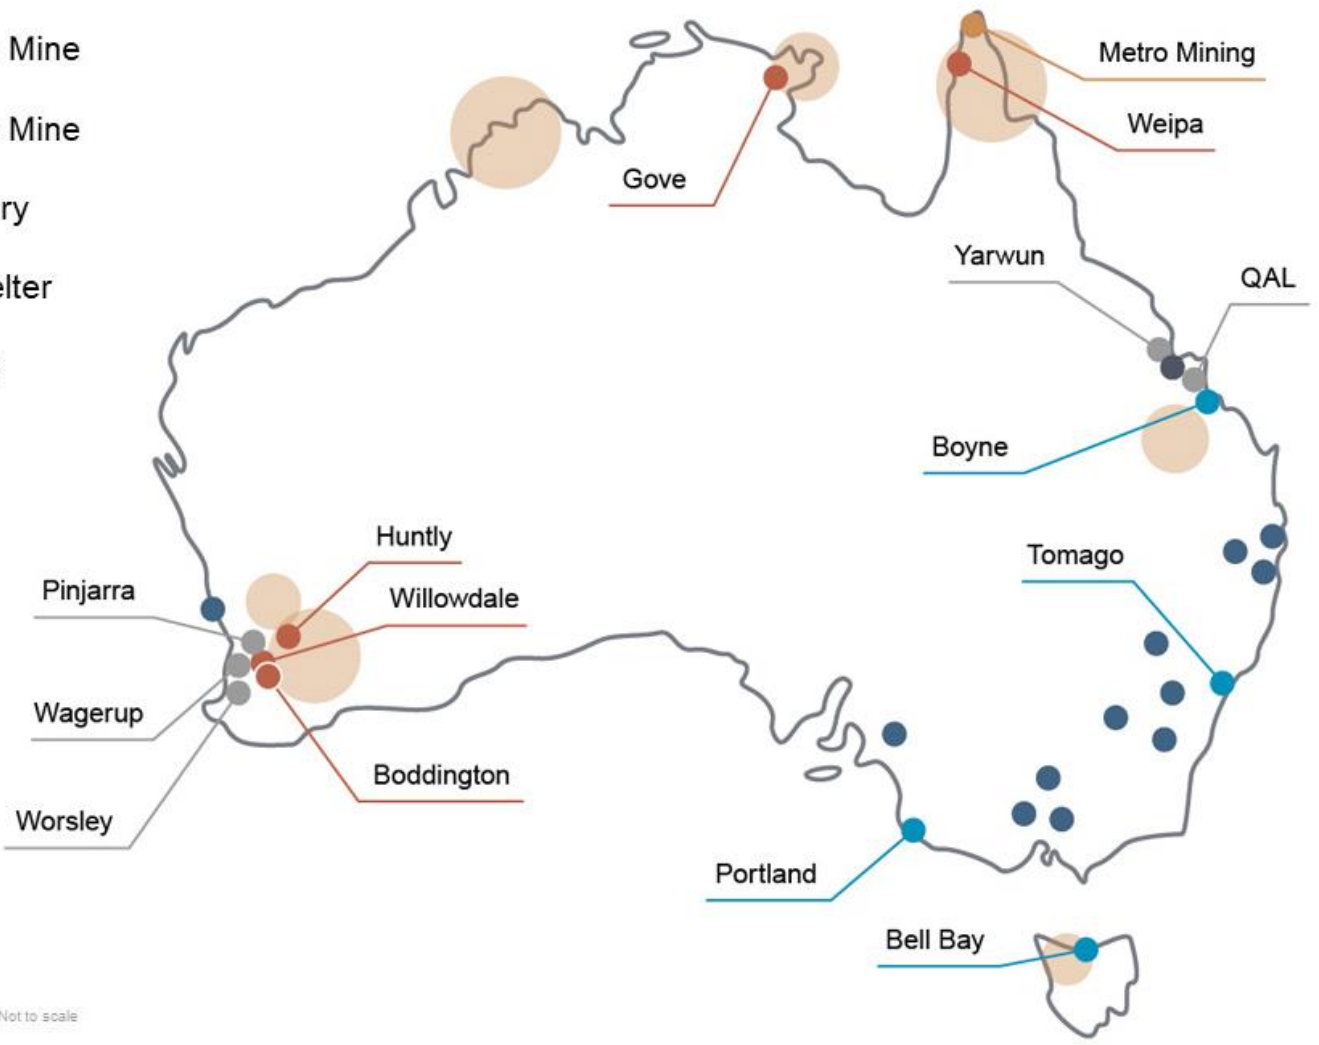 Mine
Metro Mining
Mine
Weipa
Gove
ry
Yarwun
QAL
elter
Boyne
Huntly
Tomago
Pinjarra
Willowdale
Wagerup
Boddington
Worsley
Portland
Bell Bay
Not to scale